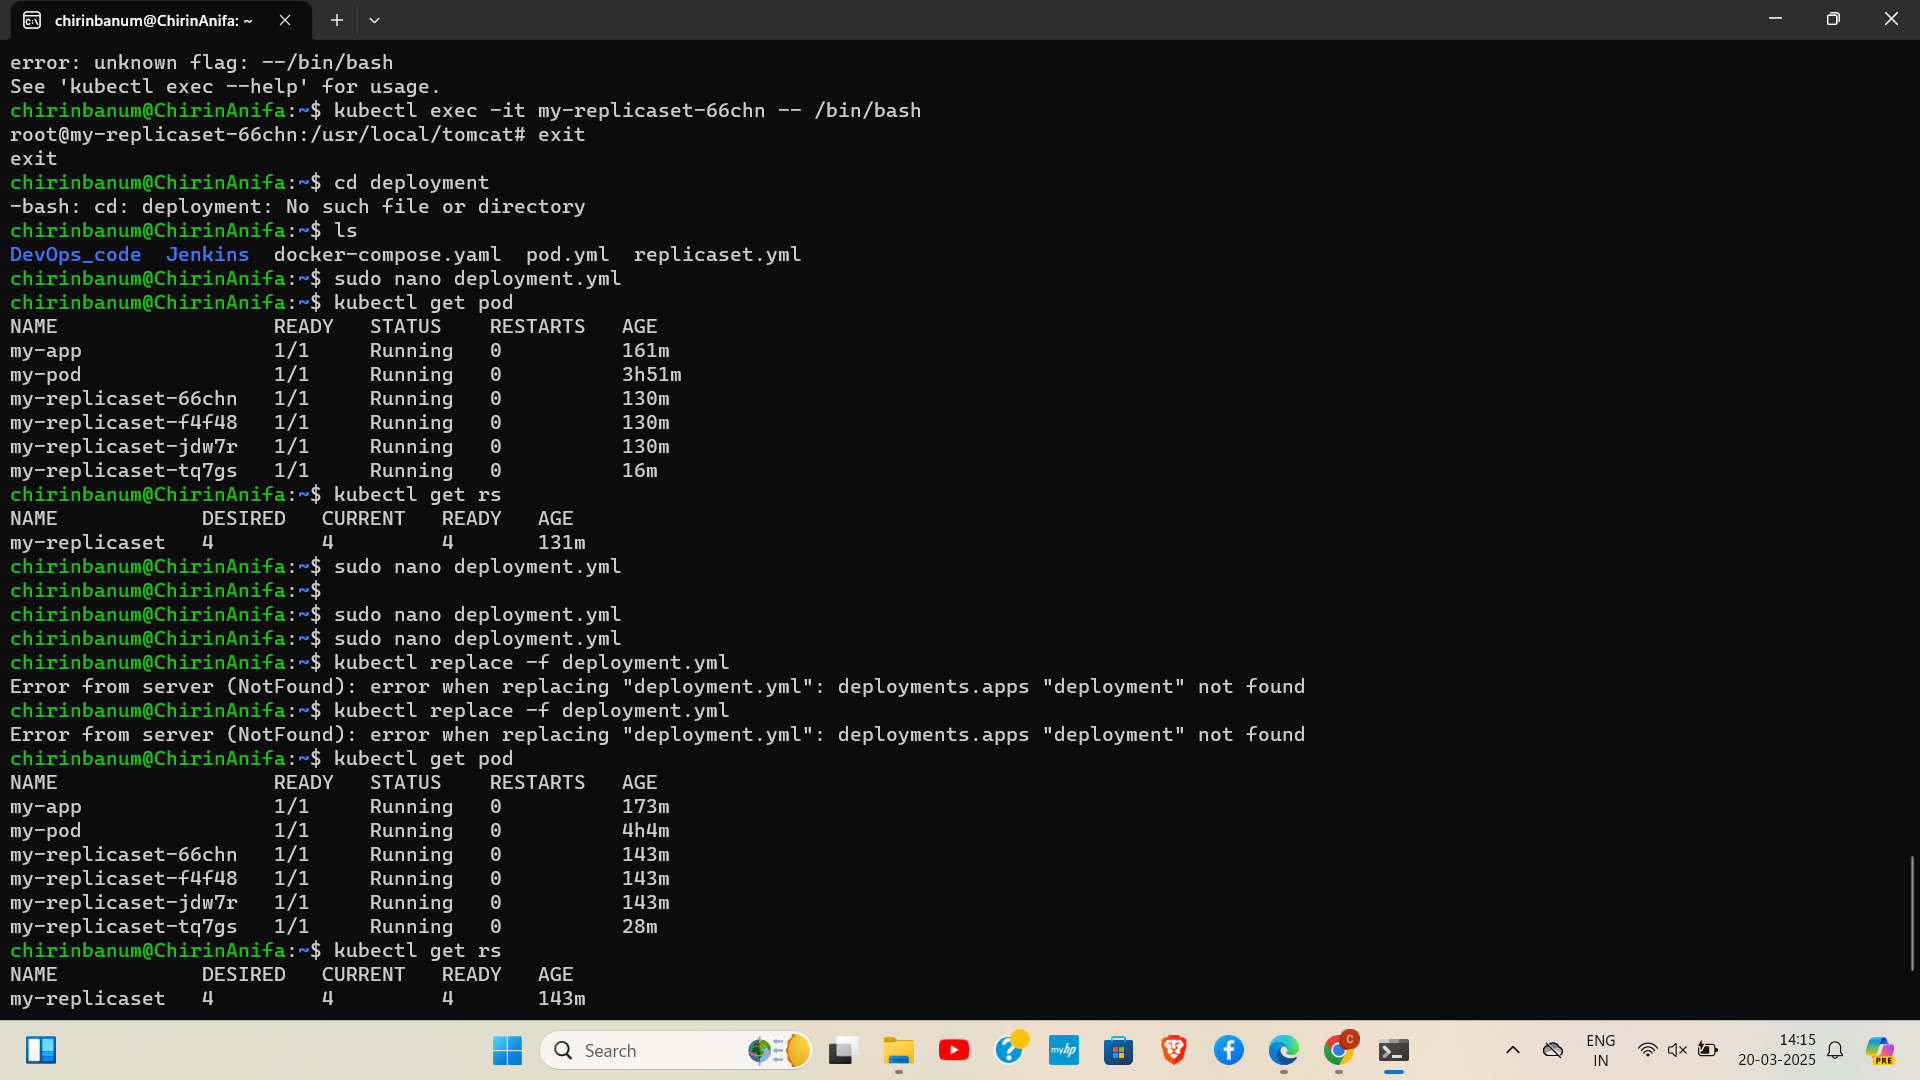 chirinbanum@ChirinAnifa: ~
error: unknown flag: --/bin/bash
See 'kubectl exec --help' for usage.
chirinbanum@ChirinAnifa:~$ kubectl exec -it my-replicaset-66chn -- /bin/bash
root@my-replicaset-66chn:/usr/local/tomcat# exit
exit
chirinbanum@ChirinAnifa:~$ cd deployment
-bash: cd: deployment: No such file or directory
chirinbanum@ChirinAnifa:~$ ls
DevOps_code  Jenkins  docker-compose.yaml  pod.yml  replicaset.yml
chirinbanum@ChirinAnifa:~$ sudo nano deployment.yml
chirinbanum@ChirinAnifa:~$ kubectl get pod
NAME                  READY   STATUS    RESTARTS   AGE
my-app                1/1     Running   0          161m
my-pod                1/1     Running   0          3h51m
my-replicaset-66chn   1/1     Running   0          130m
my-replicaset-f4f48   1/1     Running   0          130m
my-replicaset-jdw7r   1/1     Running   0          130m
my-replicaset-tq7gs   1/1     Running   0          16m
chirinbanum@ChirinAnifa:~$ kubectl get rs
NAME            DESIRED   CURRENT   READY   AGE
my-replicaset   4         4         4       131m
chirinbanum@ChirinAnifa:~$ sudo nano deployment.yml
chirinbanum@ChirinAnifa:~$
chirinbanum@ChirinAnifa:~$ sudo nano deployment.yml
chirinbanum@ChirinAnifa:~$ sudo nano deployment.yml
chirinbanum@ChirinAnifa:~$ kubectl replace -f deployment.yml
Error from server (NotFound): error when replacing "deployment.yml": deployments.apps "deployment" not found
chirinbanum@ChirinAnifa:~$ kubectl replace -f deployment.yml
Error from server (NotFound): error when replacing "deployment.yml": deployments.apps "deployment" not found
chirinbanum@ChirinAnifa:~$ kubectl get pod
NAME                  READY   STATUS    RESTARTS   AGE
my-app                1/1     Running   0          173m
my-pod                1/1     Running   0          4h4m
my-replicaset-66chn   1/1     Running   0          143m
my-replicaset-f4f48   1/1     Running   0          143m
my-replicaset-jdw7r   1/1     Running   0          143m
my-replicaset-tq7gs   1/1     Running   0          28m
chirinbanum@ChirinAnifa:~$ kubectl get rs
NAME            DESIRED   CURRENT   READY   AGE
my-replicaset   4         4         4       143m
Search
myhp
C
ENG
IN
14:15
20-03-2025
PRE